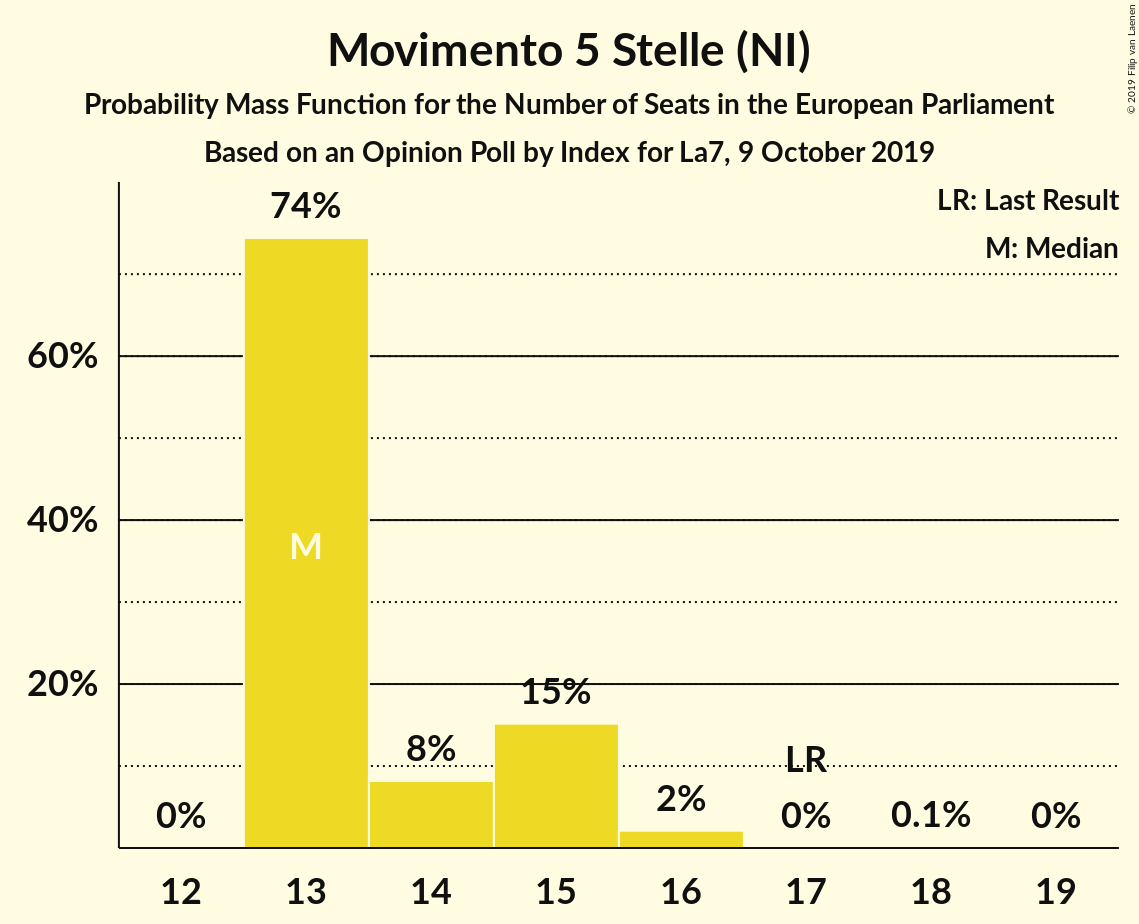 Movimento 5 Stelle (NI)
Probability Mass Function for the Number of Seats in the European Parliament
Based on an Opinion Poll by Index for La7, 9 October 2019
© 2019 Filip van Laenen
LR: Last Result
M: Median
74%
60%
40%
M
20%
15%
8%
LR
2%
0%
0%
0.1%
0%
12 13 14 15 16 17 18 19